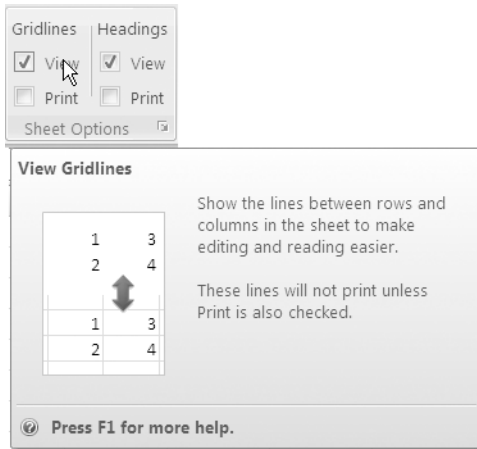 Gridlines Headings
View View
Print Print
Sheet Options
View Gridlines
1 3
2 4
1 3
2 4
Show the lines between rows and
columns in the sheet to make
editing and reading easier.
These lines will not print unless
Print is also checked.
Press F1 for more help.